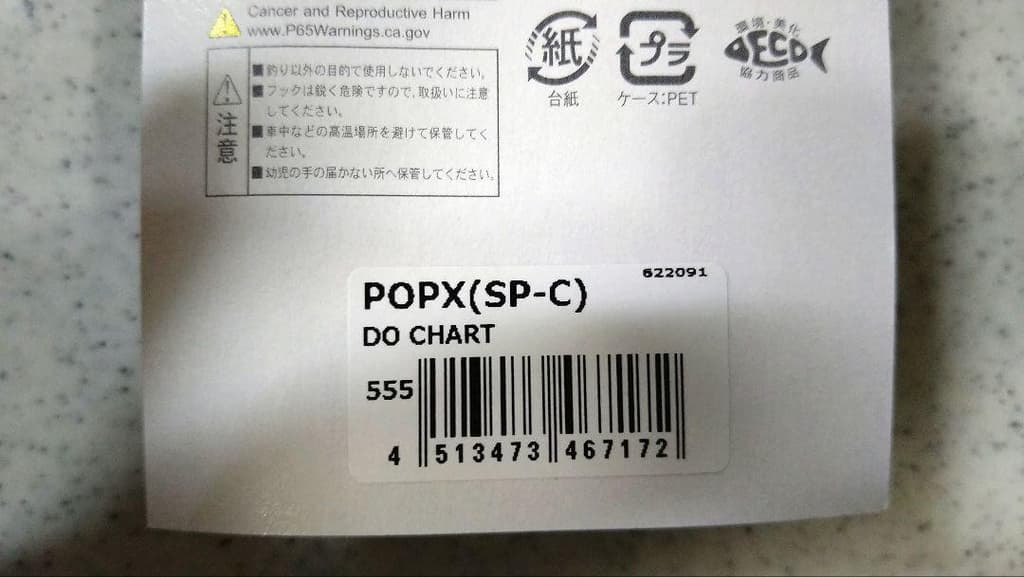 Cancer and Reproductive Harm
www.P65Warnings.ca.gov
注意
■釣り以外の目的で使用しないでください。
■フックは鋭く危険ですので、取扱いに注意
してください。
■車中などの高温場所を避けて保管してく
ださい。
■幼児の手の届かない所へ保管してください。
紙
台紙
プラ
ケース:PET
環境・美化
ECO
協力商品
622091
POPX(SP-C)
DO CHART
555
4 513473 467172